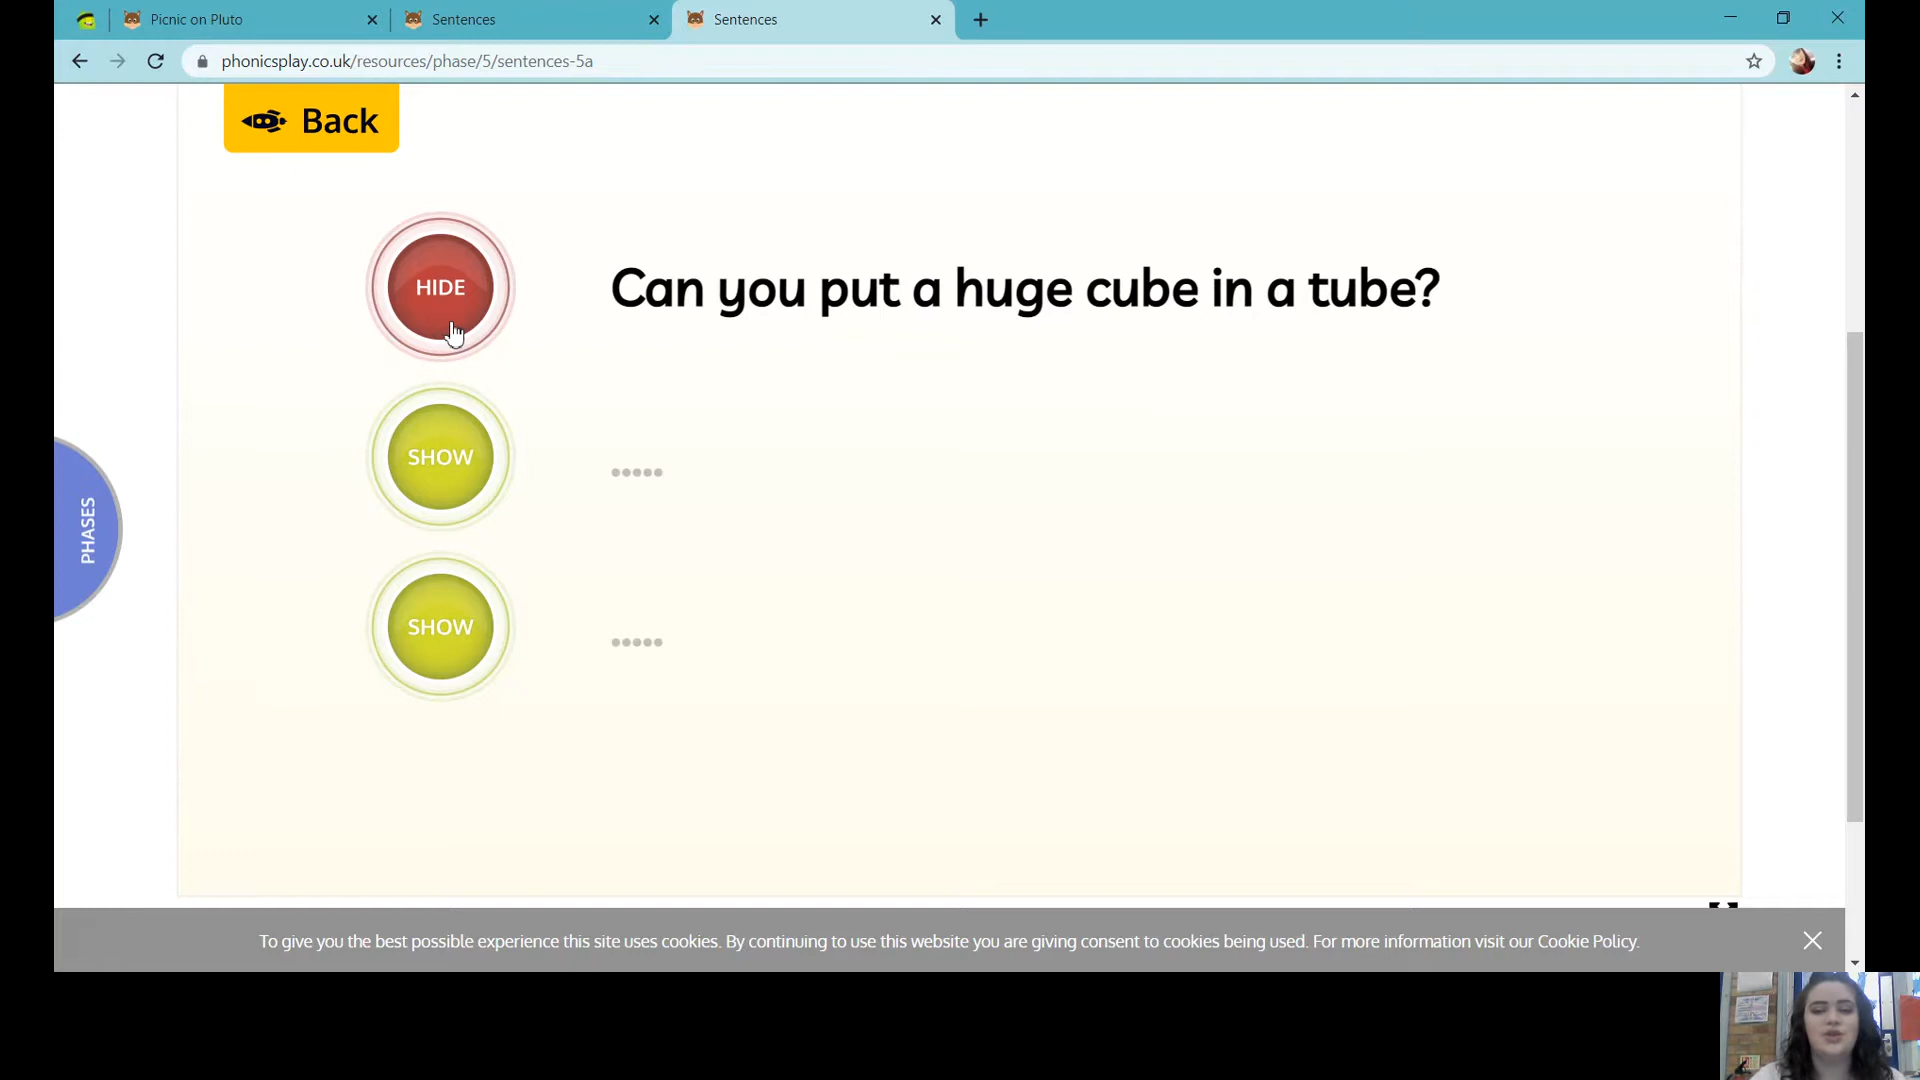 Picnic on Pluto
Sentences
Sentences
phonicsplay.co.uk/resources/phase/5/sentences-5a
Back
HIDE
Can you put a huge cube in a tube?
SHOW
PHASES
SHOW
To give you the best possible experience this site uses cookies. By continuing to use this website you are giving consent to cookies being used. For more information visit our Cookie Policy.